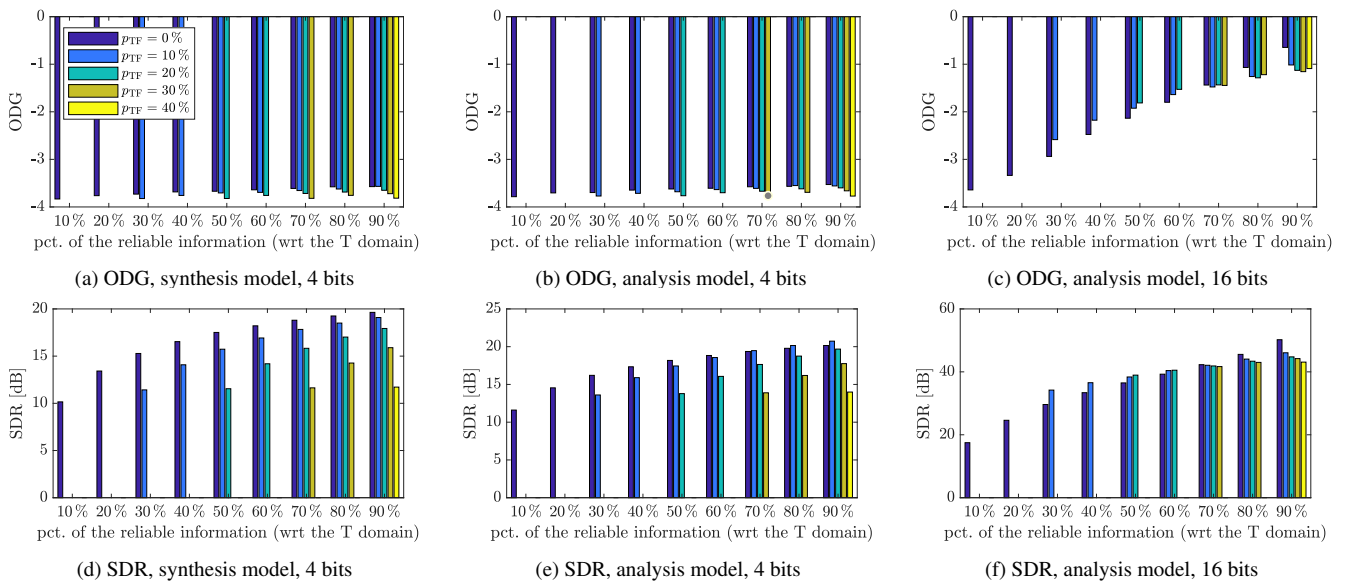 0
-1
-2
-3
-4
ODG
p_TF = 0 %
p_TF = 10 %
p_TF = 20 %
p_TF = 30 %
p_TF = 40 %
10 % 20 % 30 % 40 % 50 % 60 % 70 % 80 % 90 %
pct. of the reliable information (wrt the T domain)
(a) ODG, synthesis model, 4 bits
0
-1
-2
-3
-4
ODG
10 % 20 % 30 % 40 % 50 % 60 % 70 % 80 % 90 %
pct. of the reliable information (wrt the T domain)
(b) ODG, analysis model, 4 bits
0
-1
-2
-3
-4
ODG
10 % 20 % 30 % 40 % 50 % 60 % 70 % 80 % 90 %
pct. of the reliable information (wrt the T domain)
(c) ODG, analysis model, 16 bits
20
15
10
5
0
SDR [dB]
10 % 20 % 30 % 40 % 50 % 60 % 70 % 80 % 90 %
pct. of the reliable information (wrt the T domain)
(d) SDR, synthesis model, 4 bits
25
20
15
10
5
0
SDR [dB]
10 % 20 % 30 % 40 % 50 % 60 % 70 % 80 % 90 %
pct. of the reliable information (wrt the T domain)
(e) SDR, analysis model, 4 bits
60
40
20
0
SDR [dB]
10 % 20 % 30 % 40 % 50 % 60 % 70 % 80 % 90 %
pct. of the reliable information (wrt the T domain)
(f) SDR, analysis model, 16 bits